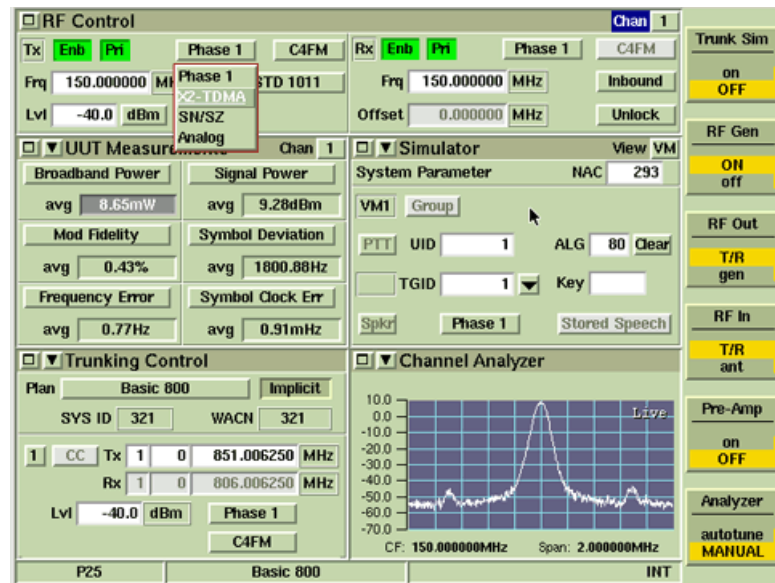 RF Control
Chan 1
Tx Enb Pri Phase 1 C4FM
Frq 150.000000 STD 1011
Lvl -40.0 dBm
Phase 1
X2-TDMA
SN/SZ
Analog
Rx Enb Pri Phase 1 C4FM
Frq 150.000000 MHz Inbound
Offset 0.000000 MHz Unlock
UUT Chan 1
Broadband Power Signal Power
avg 8.65mW avg 9.28dBm
Mod Fidelity Symbol Deviation
avg 0.43% avg 1800.88Hz
Frequency Error Symbol Clock Err
avg 0.77Hz avg 0.91mHz
Simulator View VM
System Parameter NAC 293
VM1 Group
PTT UID 1 ALG 80 Clear
TGID 1 Key
Spkr Phase 1 Stored Speech
Trunking Control
Plan Basic 800 Implicit
SYS ID 321 WACN 321
1 CC Tx 1 0 851.006250 MHz
Rx 1 0 806.006250 MHz
Lvl -40.0 dBm Phase 1
C4FM
Channel Analyzer
Live
10.0
0.0
-10.0
-20.0
-30.0
-40.0
-50.0
-60.0
-70.0
CF: 150.000000MHz Span: 2.000000MHz
P25 Basic 800 INT
Trunk Sim
on
OFF
RF Gen
ON
off
RF Out
T/R
gen
RF In
T/R
ant
Pre-Amp
on
OFF
Analyzer
autotune
MANUAL